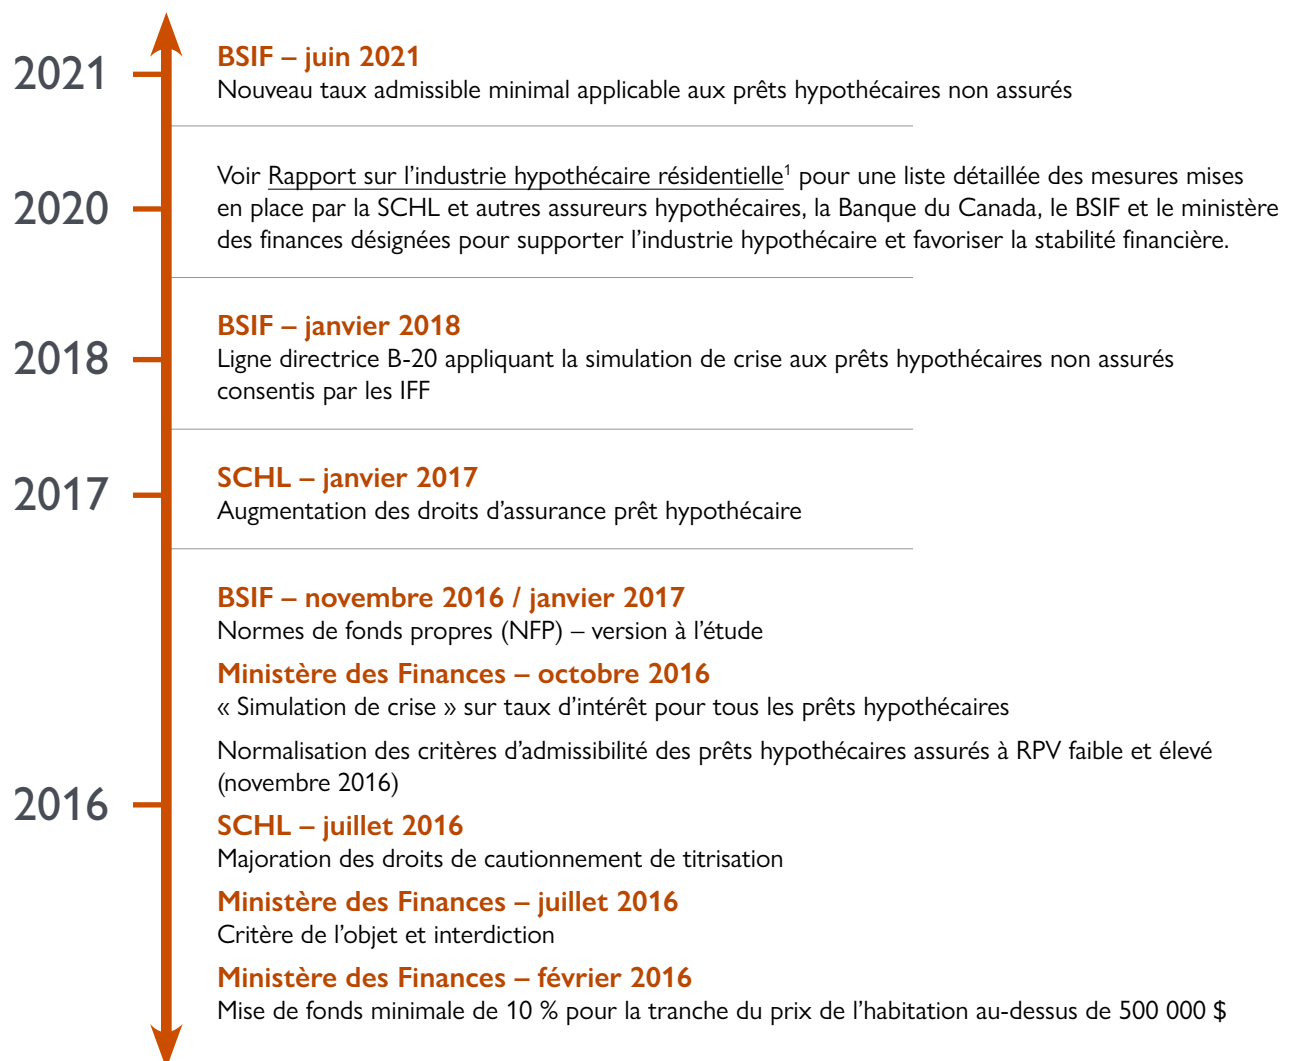 2021
BSIF – juin 2021
Nouveau taux admissible minimal applicable aux prêts hypothécaires non assurés
2020
Voir Rapport sur l’industrie hypothécaire résidentielle¹ pour une liste détaillée des mesures mises
en place par la SCHL et autres assureurs hypothécaires, la Banque du Canada, le BSIF et le ministère
des finances désignées pour supporter l’industrie hypothécaire et favoriser la stabilité financière.
2018
BSIF – janvier 2018
Ligne directrice B-20 appliquant la simulation de crise aux prêts hypothécaires non assurés
consentis par les IFF
2017
SCHL – janvier 2017
Augmentation des droits d’assurance prêt hypothécaire
2016
BSIF – novembre 2016 / janvier 2017
Normes de fonds propres (NFP) – version à l’étude
Ministère des Finances – octobre 2016
« Simulation de crise » sur taux d’intérêt pour tous les prêts hypothécaires
Normalisation des critères d’admissibilité des prêts hypothécaires assurés à RPV faible et élevé
(novembre 2016)
SCHL – juillet 2016
Majoration des droits de cautionnement de titrisation
Ministère des Finances – juillet 2016
Critère de l’objet et interdiction
Ministère des Finances – février 2016
Mise de fonds minimale de 10 % pour la tranche du prix de l’habitation au-dessus de 500 000 $